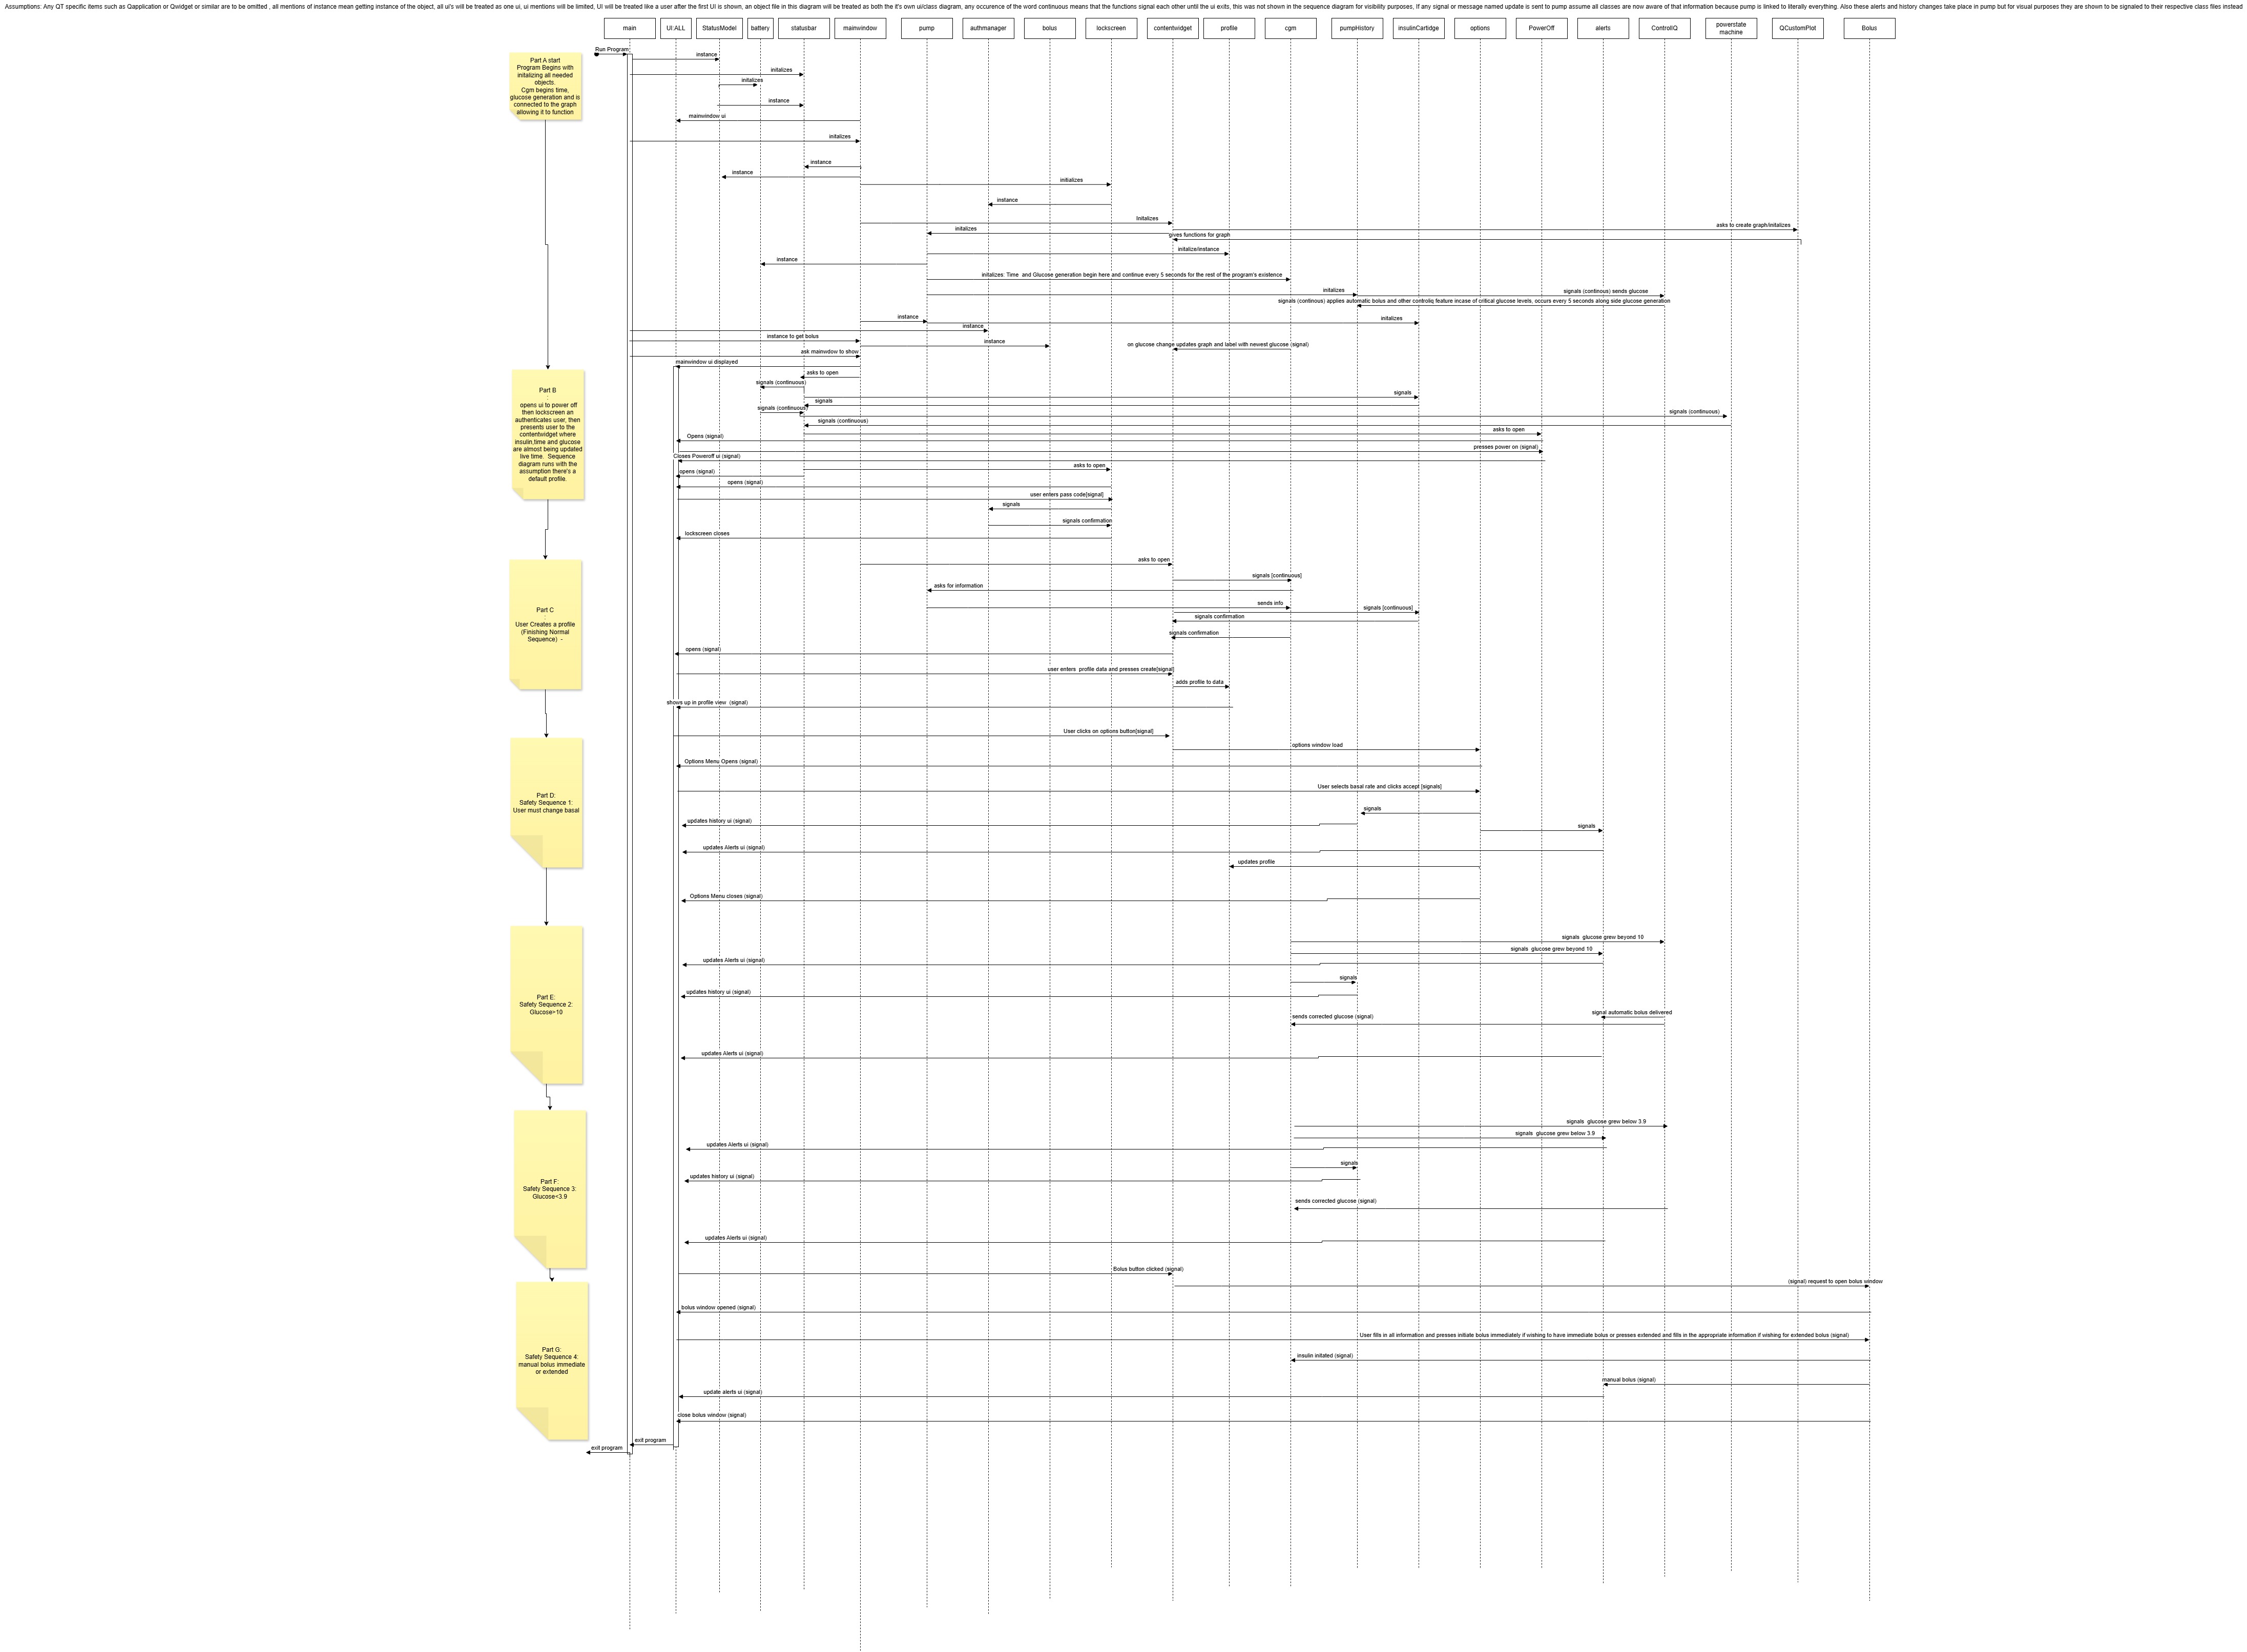 Assumptions: Any QT specific items such as Qapplication or Qwidget or similar are to be omitted , all mentions of instance mean getting instance of the object, all ui's will be treated as one ui, ui mentions will be limited, UI will be treated like a user after the first UI is shown, an object file in this diagram will be treated as both the it's own ui/class diagram, any occurence of the word continuous means that the functions signal each other until the ui exits, this was not shown in the sequence diagram for visibility purposes, If any signal or message named update is sent to pump assume all classes are now aware of that information because pump is linked to literally everything. Also these alerts and history changes take place in pump but for visual purposes they are shown to be signaled to their respective class files instead
main
UI:ALL
StatusModel
battery
statusbar
mainwindow
pump
authmanager
bolus
lockscreen
contentwidget
profile
cgm
pumpHistory
insulinCartidge
options
PowerOff
alerts
ControlIQ
powerstate
machine
QCustomPlot
Bolus
Run Program
Part A start
Program Begins with
initalizing all needed
objects.
Cgm begins time,
glucose generation and is
connected to the graph
allowing it to function
instance
initalizes
initalizes
instance
mainwindow ui
initalizes
instance
instance
initializes
instance
Initalizes
asks to create graph/initalizes
initalizes
gives functions for graph
initalize/instance
instance
initalizes: Time  and Glucose generation begin here and continue every 5 seconds for the rest of the program's existence
initalizes
signals (continous) sends glucose
signals (continous) applies automatic bolus and other controliq feature incase of critical glucose levels, occurs every 5 seconds along side glucose generation
instance
initalizes
instance
instance to get bolus
instance
on glucose change updates graph and label with newest glucose (signal)
ask mainwdow to show
mainwindow ui displayed
Part B
:
opens ui to power off
then lockscreen an
authenticates user, then
presents user to the
contentwidget where
insulin,time and glucose
are almost being updated
live time.  Sequence
diagram runs with the
assumption there's a
default profile.
asks to open
signals (continuous)
signals
signals
signals (continuous)
signals (continuous)
signals (continuous)
asks to open
Opens (signal)
presses power on (signal)
Closes Poweroff ui (signal)
asks to open
opens (signal)
opens (signal)
user enters pass code[signal]
signals
signals confirmation
lockscreen closes
Part C
:
User Creates a profile
(Finishing Normal
Sequence)  -
asks to open
signals [continuous]
asks for information
sends info
signals [continuous]
signals confirmation
signals confirmation
opens (signal)
user enters  profile data and presses create[signal]
adds profile to data
shows up in profile view  (signal)
Part D:
Safety Sequence 1:
User must change basal
User clicks on options button[signal]
options window load
Options Menu Opens (signal)
User selects basal rate and clicks accept [signals]
signals
updates history ui (signal)
signals
updates Alerts ui (signal)
updates profile
Options Menu closes (signal)
Part E:
Safety Sequence 2:
Glucose>10
signals  glucose grew beyond 10
signals  glucose grew beyond 10
updates Alerts ui (signal)
signals
updates history ui (signal)
signal automatic bolus delivered
sends corrected glucose (signal)
updates Alerts ui (signal)
Part F:
Safety Sequence 3:
Glucose<3.9
signals  glucose grew below 3.9
signals  glucose grew below 3.9
updates Alerts ui (signal)
signals
updates history ui (signal)
sends corrected glucose (signal)
updates Alerts ui (signal)
Part G:
Safety Sequence 4:
manual bolus immediate
or extended
Bolus button clicked (signal)
(signal) request to open bolus window
bolus window opened (signal)
User fills in all information and presses initiate bolus immediately if wishing to have immediate bolus or presses extended and fills in the appropriate information if wishing for extended bolus (signal)
insulin initated (signal)
manual bolus (signal)
update alerts ui (signal)
close bolus window (signal)
exit program
exit program